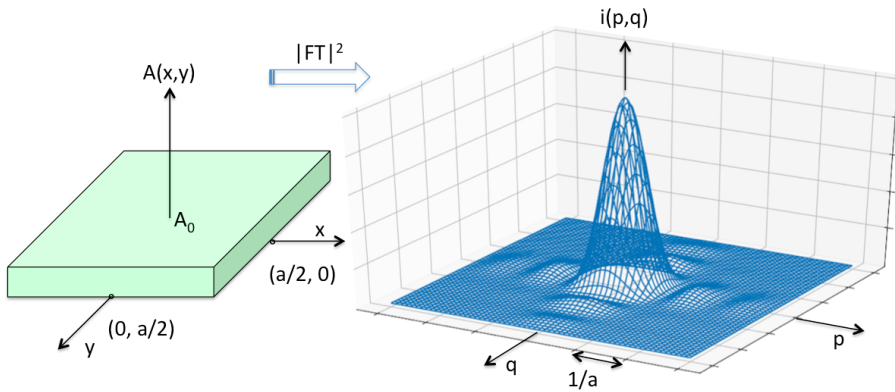 i(p,q)
|FT|²
A(x,y)
A₀
x
(a/2, 0)
(0, a/2)
y
p
q
1/a